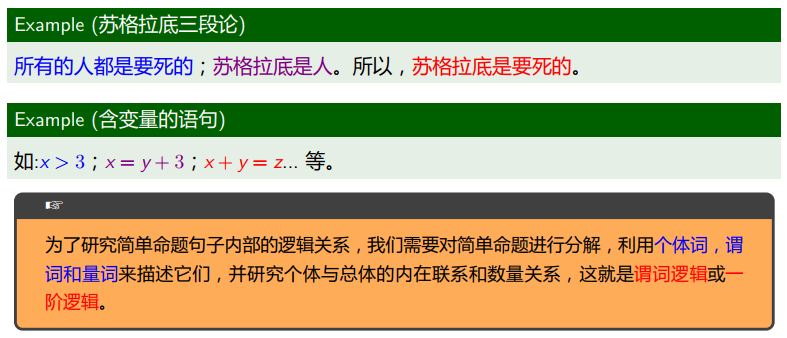 Example (苏格拉底三段论)
所有的人都是要死的；苏格拉底是人。所以，苏格拉底是要死的。
Example (含变量的语句)
如:x > 3；x = y + 3；x + y = z... 等。
☞
为了研究简单命题句子内部的逻辑关系，我们需要对简单命题进行分解，利用个体词，谓
词和量词来描述它们，并研究个体与总体的内在联系和数量关系，这就是谓词逻辑或一
阶逻辑。